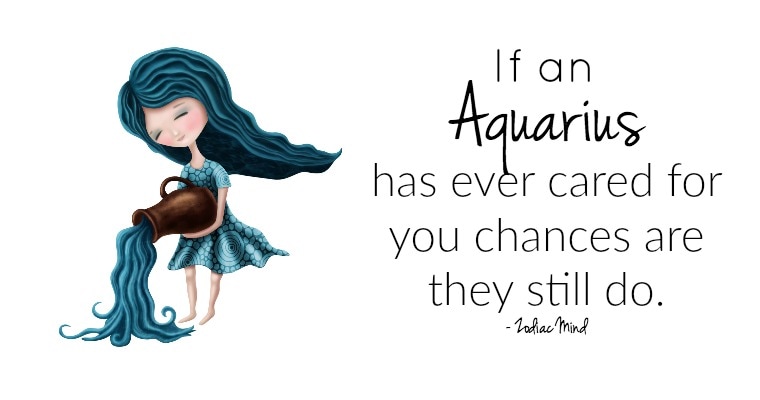 If an
Aquarius
has ever cared for
you chances are
they still do.
- Zodiac Mind